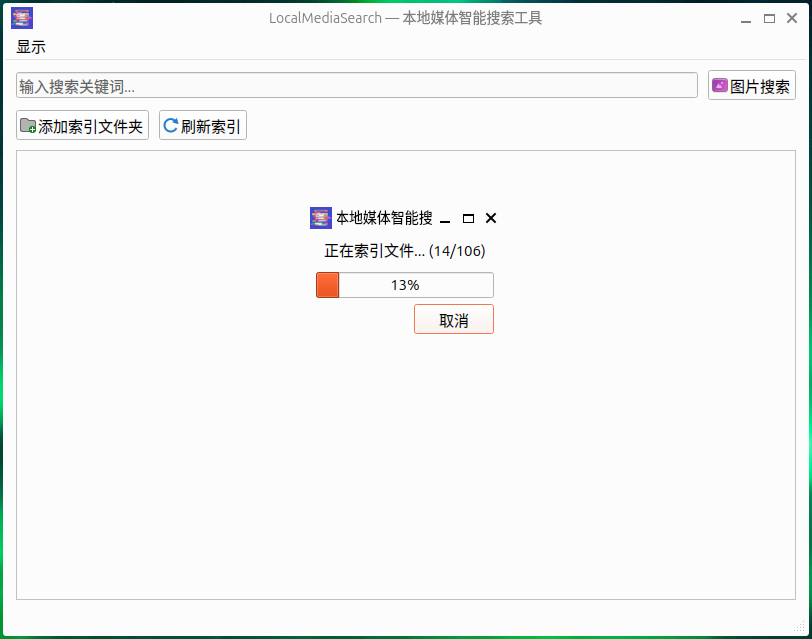 LocalMediaSearch — 本地媒体智能搜索工具
显示
输入搜索关键词...
图片搜索
添加索引文件夹
刷新索引
本地媒体智能搜
正在索引文件... (14/106)
13%
取消